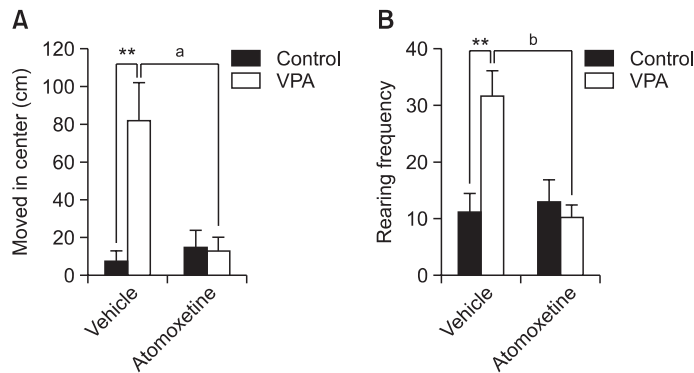 A
Moved in center (cm)
120
100
80
60
40
20
0
**
a
Control
VPA
Vehicle
Atomoxetine
B
Rearing frequency
40
30
20
10
0
**
b
Control
VPA
Vehicle
Atomoxetine